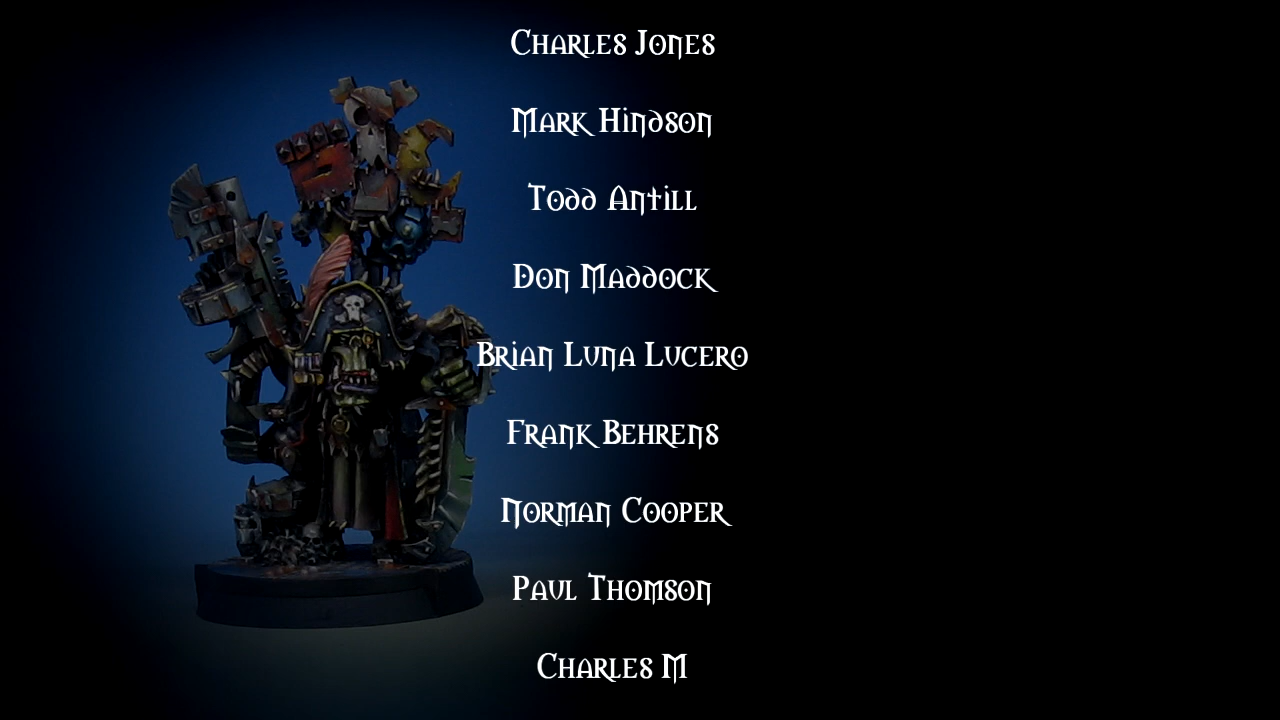 Charles Jones
Mark Hindson
Todd Antill
Don Maddock
Brian Luna Lucero
Frank Behrens
Norman Cooper
Paul Thomson
Charles M